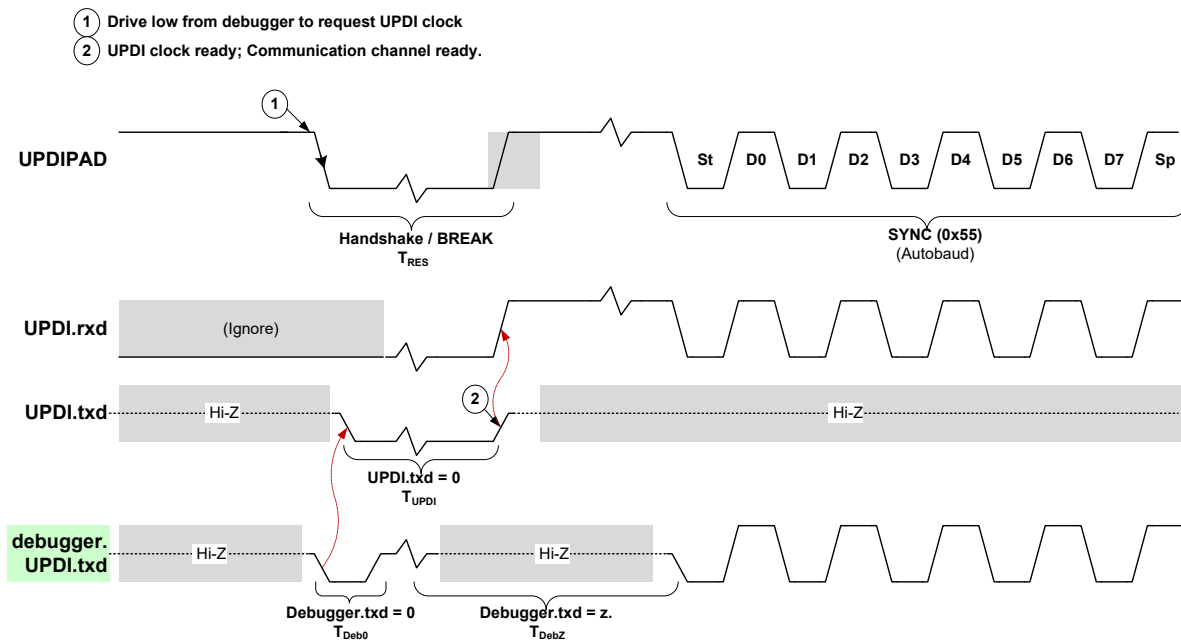 1 Drive low from debugger to request UPDI clock
2 UPDI clock ready; Communication channel ready.
1
UPDIPAD
St D0 D1 D2 D3 D4 D5 D6 D7 Sp
Handshake / BREAK
TRES
SYNC (0x55)
(Autobaud)
UPDI.rxd
(Ignore)
2
UPDI.txd
Hi-Z
Hi-Z
UPDI.txd = 0
TUPDI
debugger.
UPDI.txd
Hi-Z
Hi-Z
Debugger.txd = 0
TDeb0
Debugger.txd = z.
TDebZ